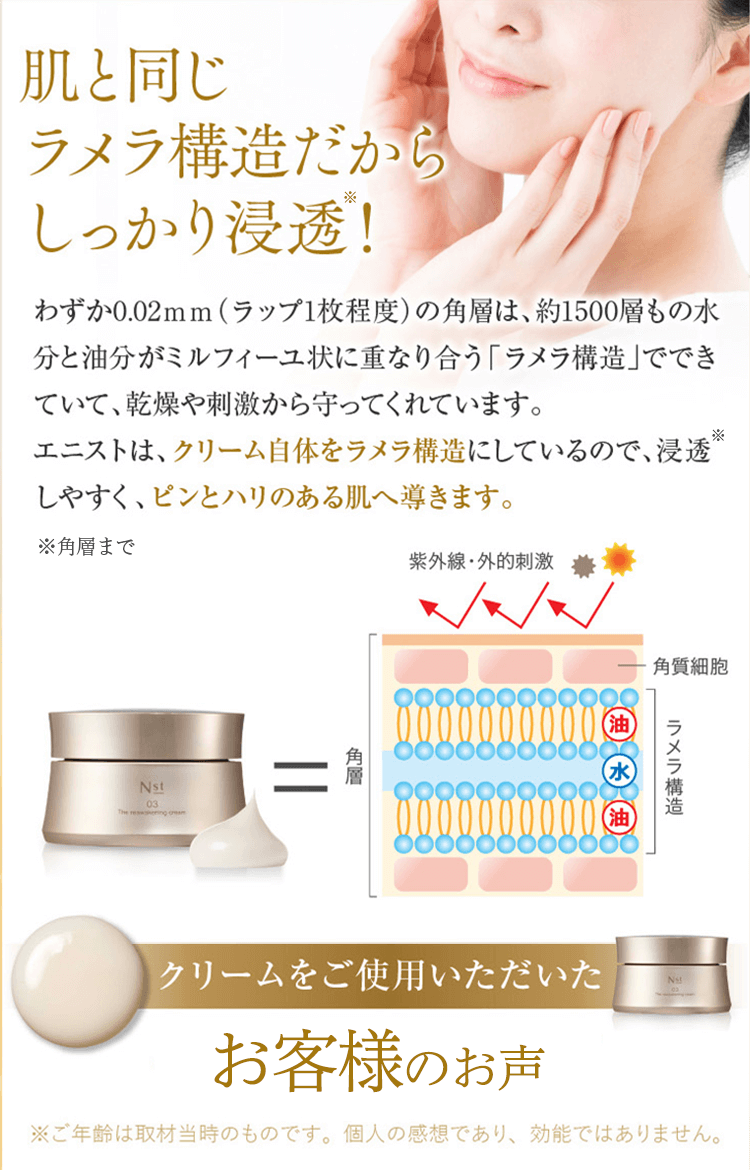 肌と同じ
ラメラ構造だから
しっかり浸透※!
わずか0.02mm(ラップ1枚程度)の角層は、約1500層もの水
分と油分がミルフィーユ状に重なり合う「ラメラ構造」ででき
ていて、乾燥や刺激から守ってくれています。
エニストは、クリーム自体をラメラ構造にしているので、浸透※
しやすく、ピンとハリのある肌へ導きます。
※角層まで
紫外線・外的刺激
角質細胞
油
水
油
ラメラ構造
角層
=
Nst
03
The reawakening cream
クリームをご使用いただいた
Nst
03
The reawakening cream
お客様のお声
※ご年齢は取材当時のものです。個人の感想であり、効能ではありません。